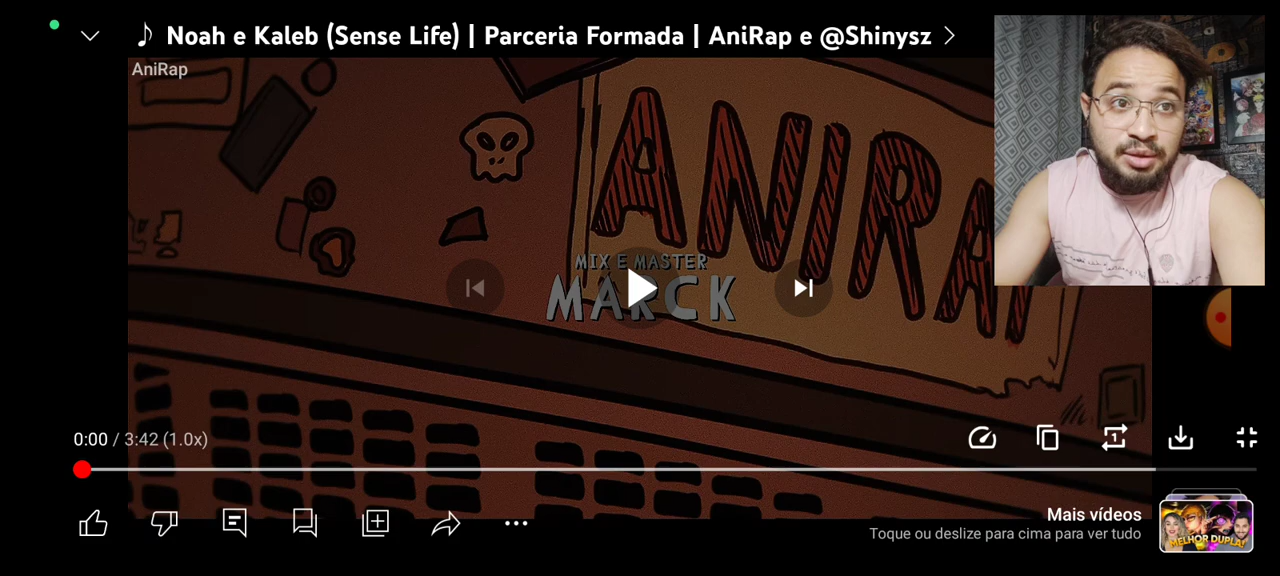 ♪ Noah e Kaleb (Sense Life) | Parceria Formada | AniRap e @Shinysz
AniRap
ANIRAP
MIX E MASTER
MARCK
0:00 / 3:42 (1.0x)
1
Mais vídeos
Toque ou deslize para cima para ver tudo
MELHOR DUPLA!